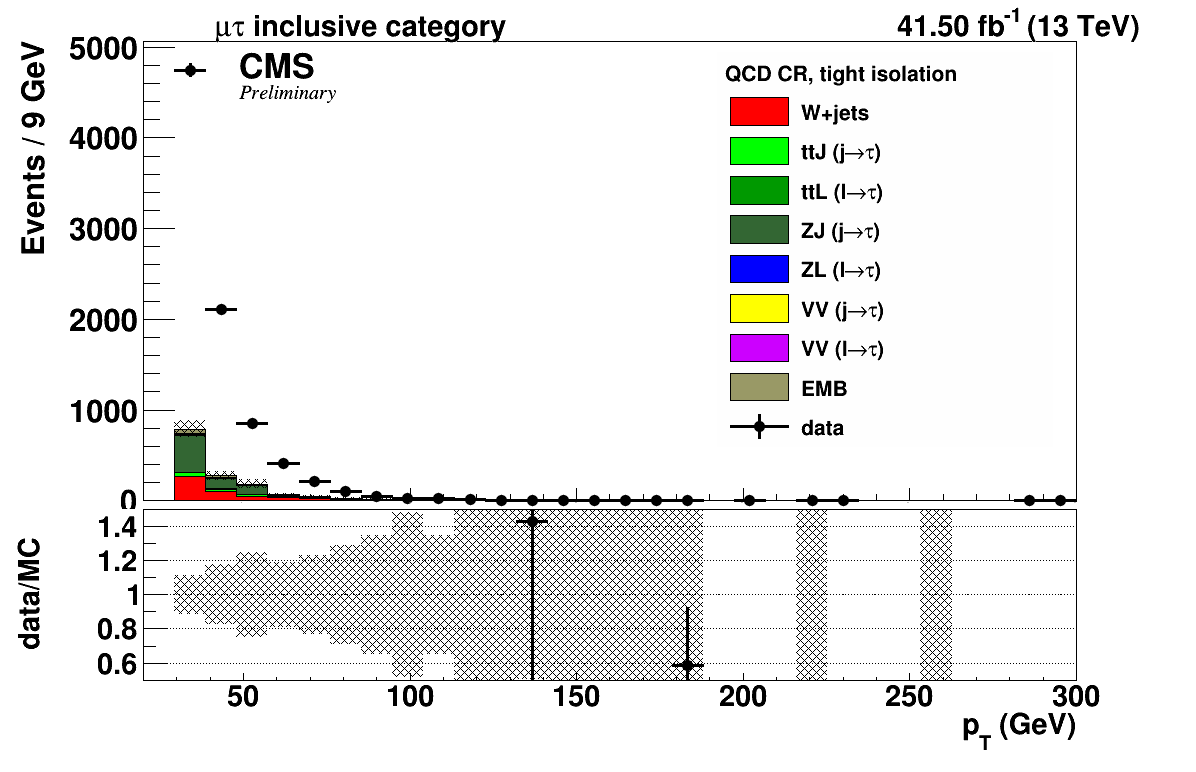 μτ inclusive category
41.50 fb-1 (13 TeV)
CMS
Preliminary
QCD CR, tight isolation
W+jets
ttJ (j→τ)
ttL (l→τ)
ZJ (j→τ)
ZL (l→τ)
VV (j→τ)
VV (l→τ)
EMB
data
Events / 9 GeV
5000
4000
3000
2000
1000
0
data/MC
1.4
1.2
1
0.8
0.6
50
100
150
200
250
300
pT (GeV)